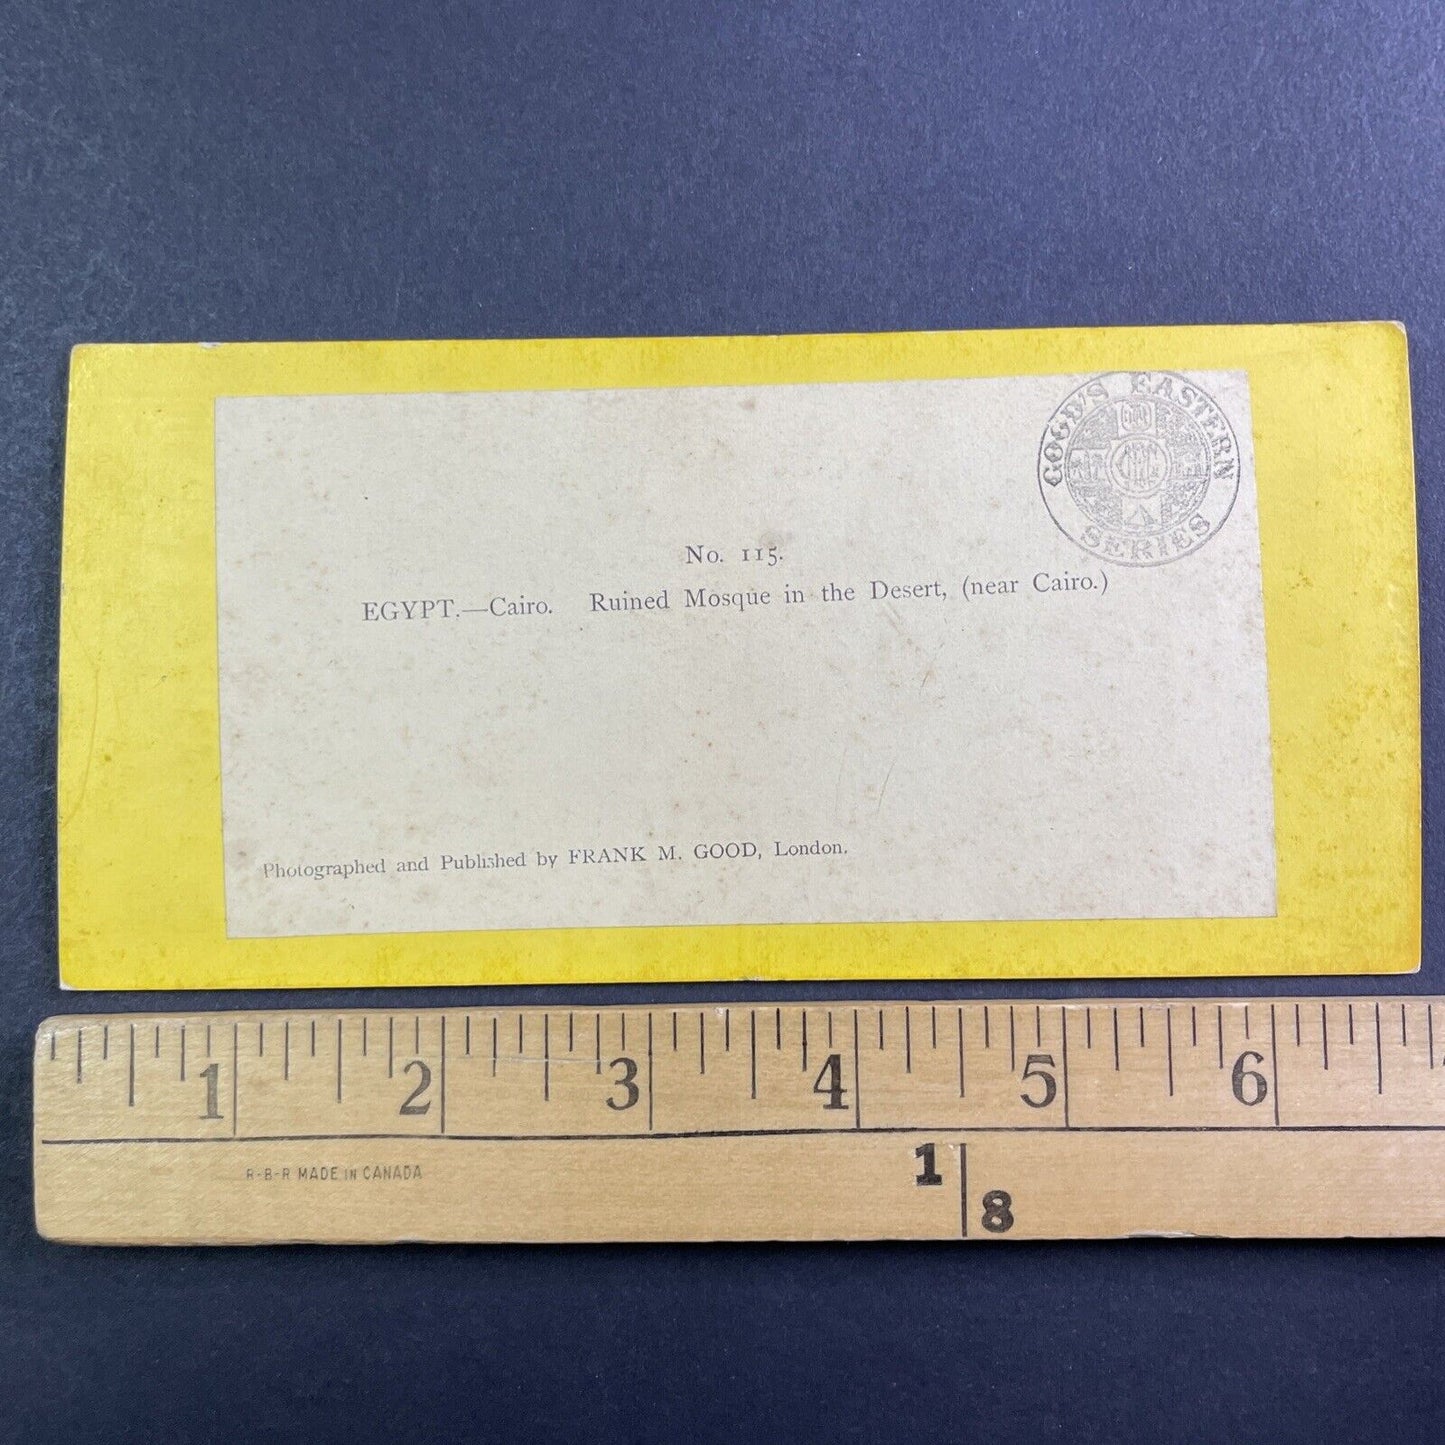 GOOD'S EASTERN
SERIES
No. 115.
EGYPT.—Cairo. Ruined Mosque in the Desert, (near Cairo.)
Photographed and Published by FRANK M. GOOD, London.
1 2 3 4 5 6
R-B-R MADE IN CANADA
1
8